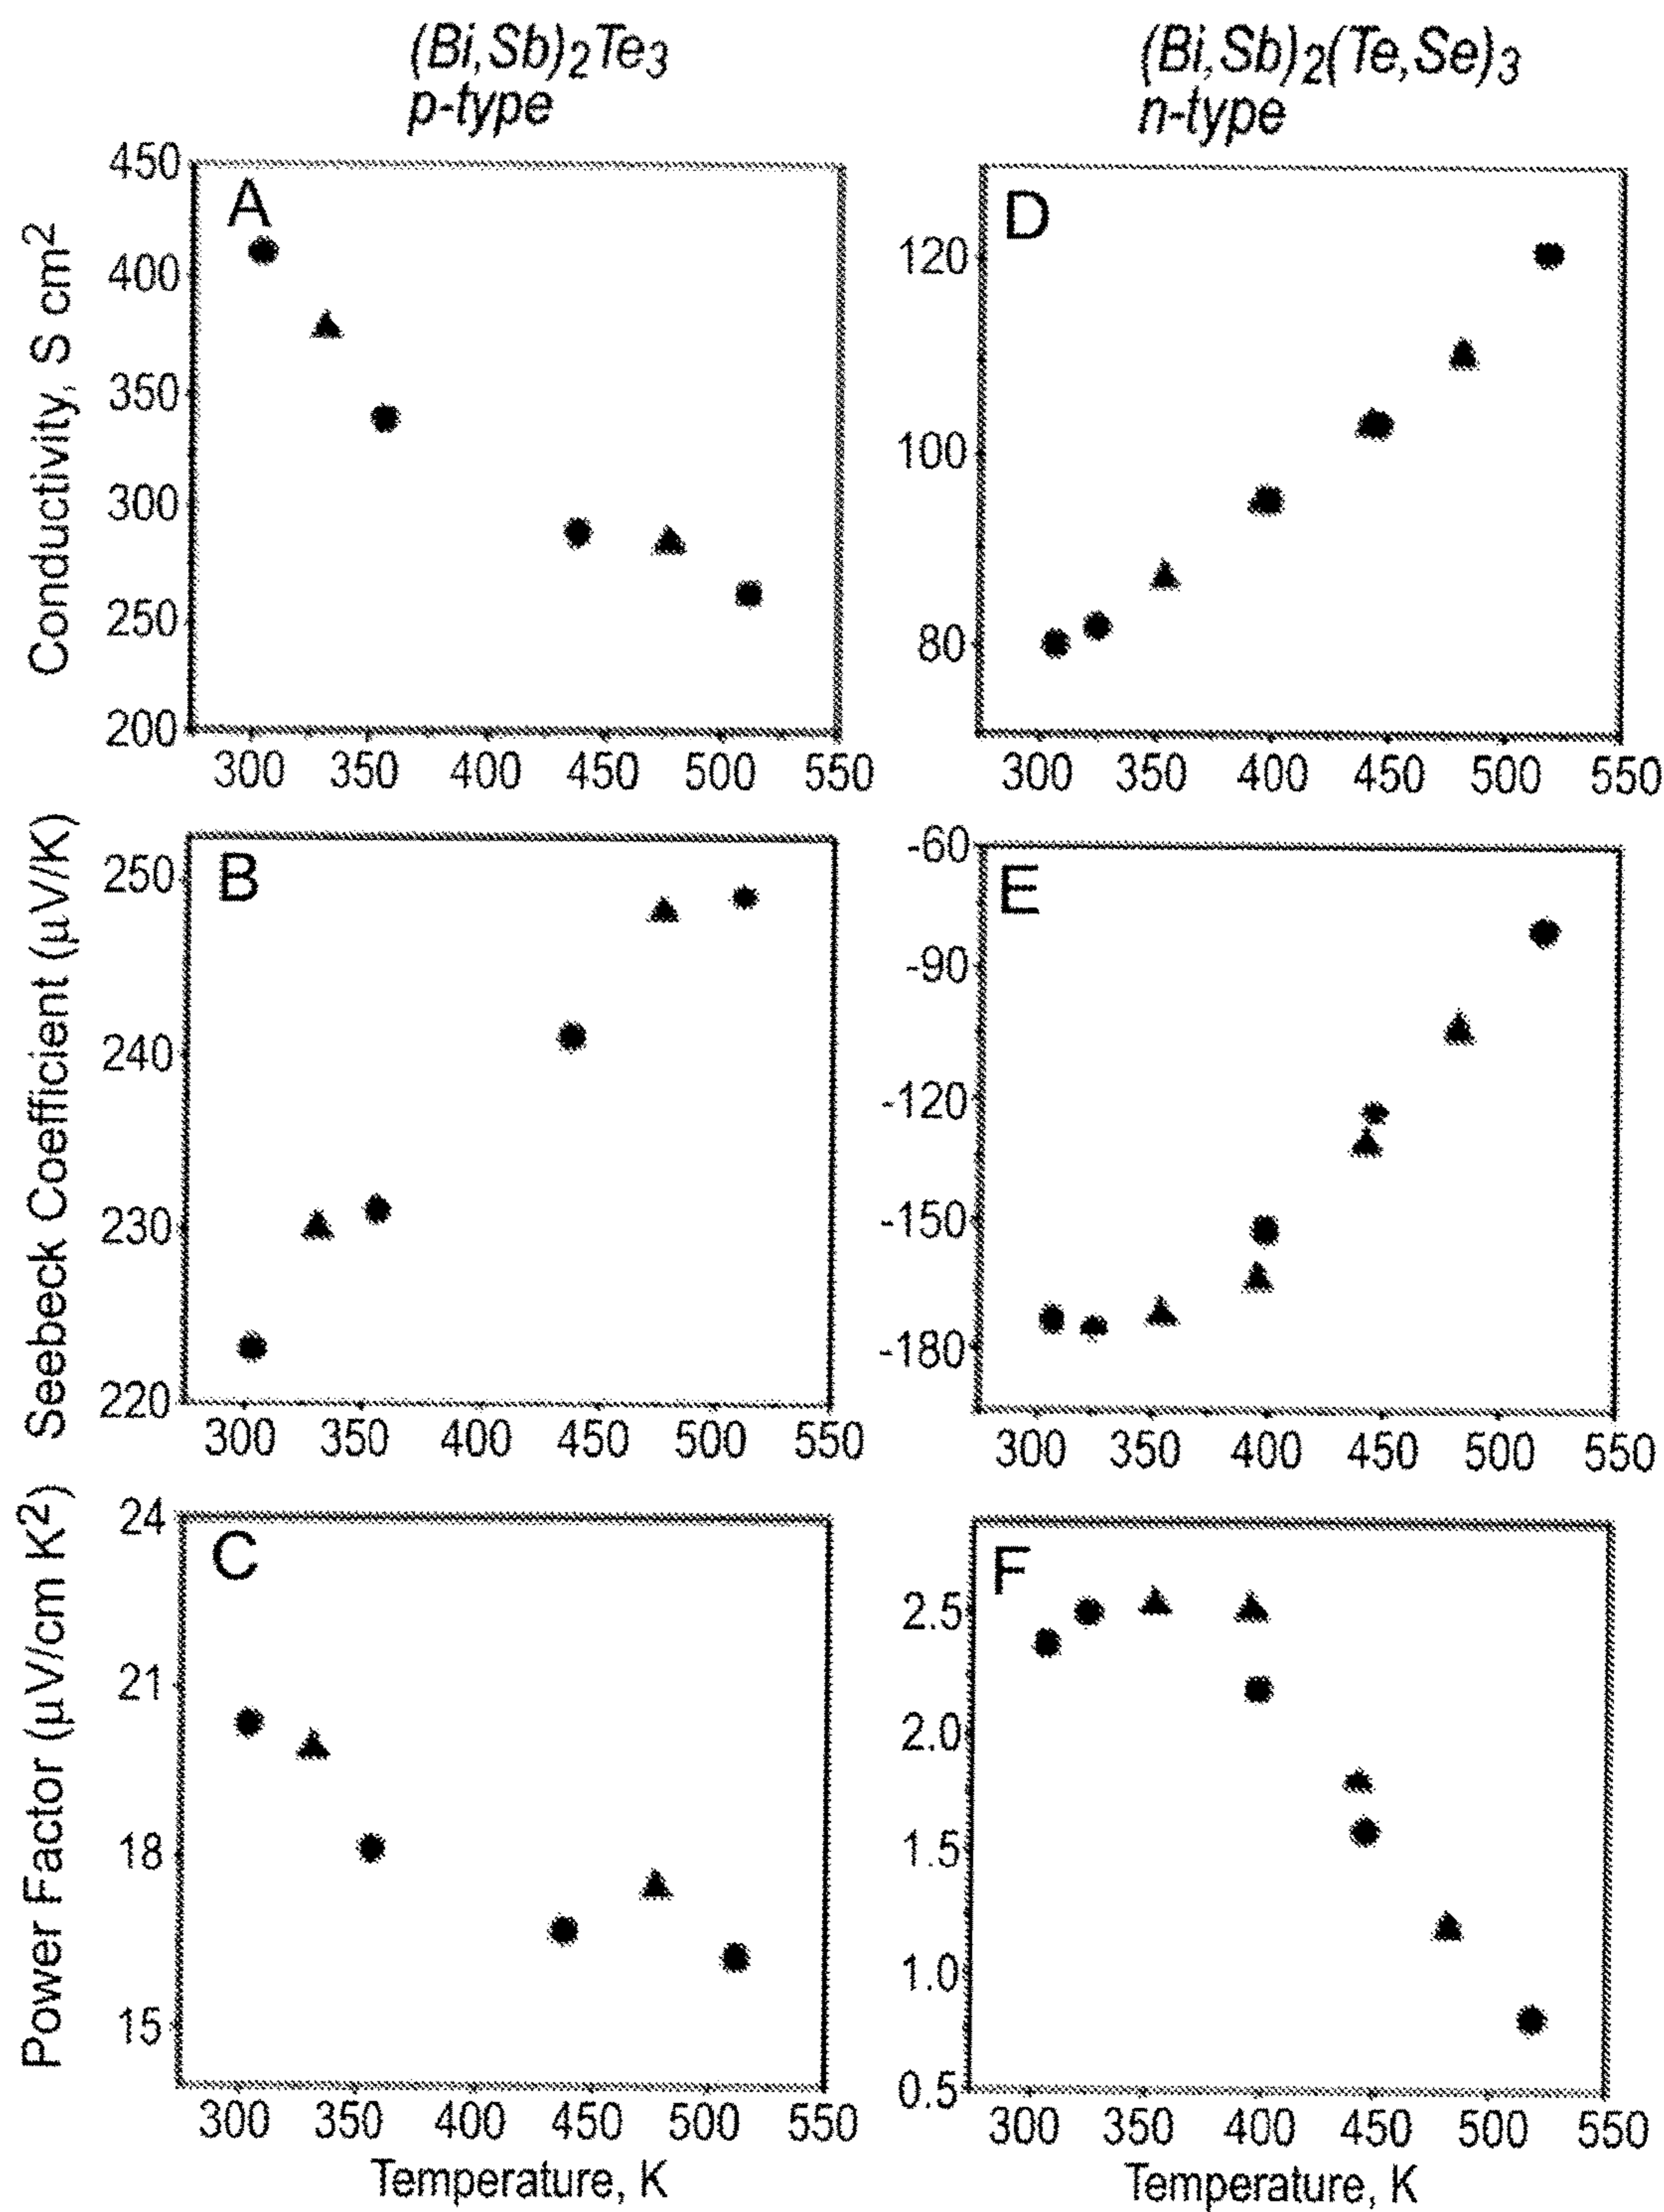 (Bi,Sb)2Te3
p-type
(Bi,Sb)2(Te,Se)3
n-type
Conductivity, S cm2
A
450
400
350
300
250
200
300 350 400 450 500 550
D
120
100
80
300 350 400 450 500 550
Seebeck Coefficient (μV/K)
B
250
240
230
220
300 350 400 450 500 550
E
-60
-90
-120
-150
-180
300 350 400 450 500 550
Power Factor (μV/cm K2)
C
24
21
18
15
300 350 400 450 500 550
Temperature, K
F
2.5
2.0
1.5
1.0
0.5
300 350 400 450 500 550
Temperature, K